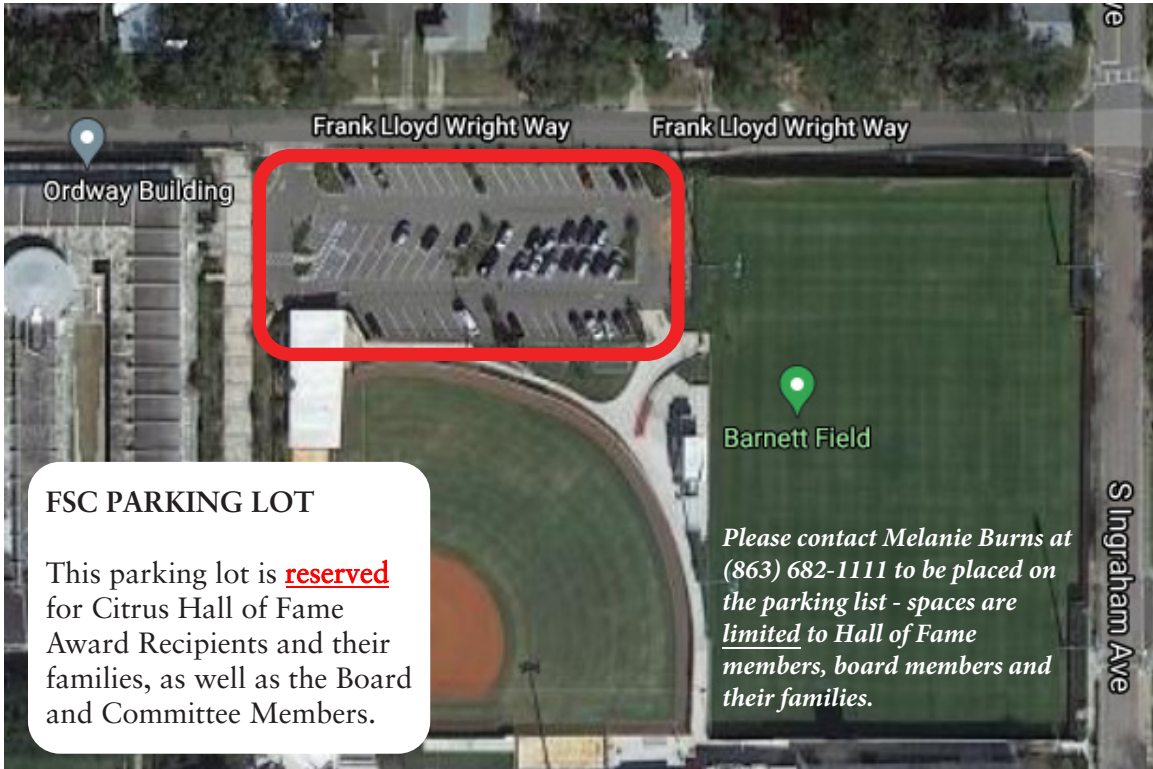 ve
Frank Lloyd Wright Way
Frank Lloyd Wright Way
Ordway Building
Barnett Field
S Ingraham Ave
FSC PARKING LOT
This parking lot is reserved
for Citrus Hall of Fame
Award Recipients and their
families, as well as the Board
and Committee Members.
Please contact Melanie Burns at
(863) 682-1111 to be placed on
the parking list - spaces are
limited to Hall of Fame
members, board members and
their families.